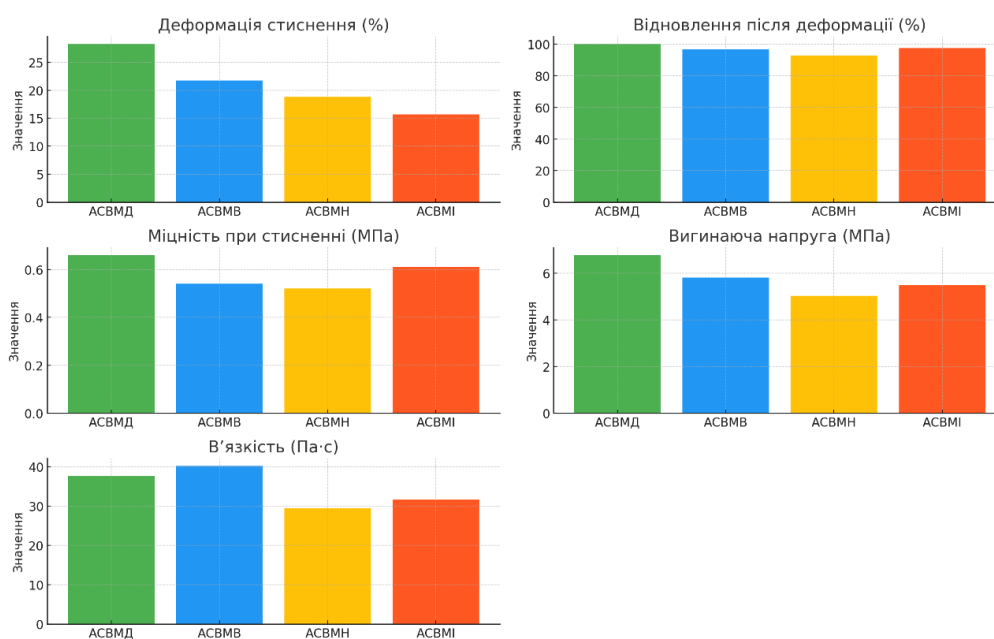 Деформація стиснення (%)
Значення
25
20
15
10
5
0
АСВМД АСВМВ АСВМН АСВМІ
Відновлення після деформації (%)
Значення
100
80
60
40
20
0
АСВМД АСВМВ АСВМН АСВМІ
Міцність при стисненні (МПа)
Значення
0.6
0.4
0.2
0.0
АСВМД АСВМВ АСВМН АСВМІ
Вигинаюча напруга (МПа)
Значення
6
4
2
0
АСВМД АСВМВ АСВМН АСВМІ
В’язкість (Па·с)
Значення
40
30
20
10
0
АСВМД АСВМВ АСВМН АСВМІ